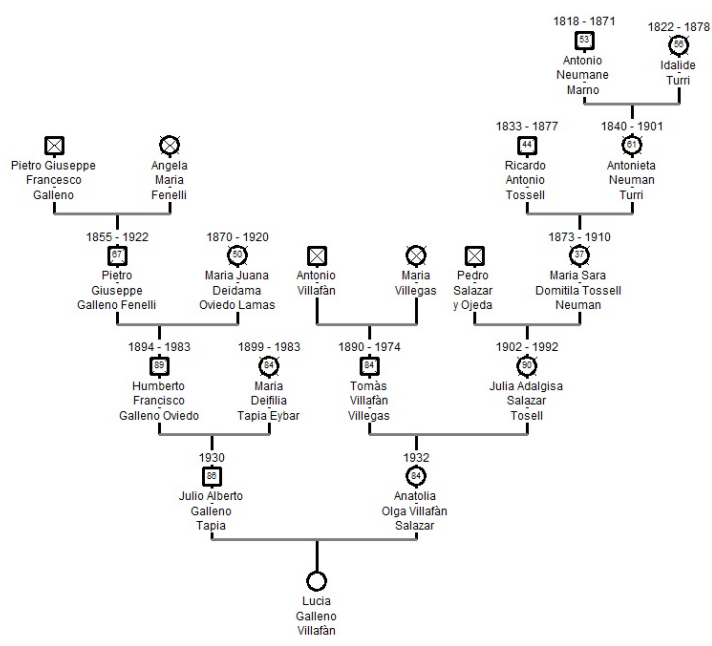 1818 - 1871
1822 - 1878
53
56
Antonio
Neumane
Marno
Idalide
Turri
1833 - 1877
1840 - 1901
44
61
Pietro Giuseppe
Francesco
Galleno
Angela
Maria
Fenelli
Ricardo
Antonio
Tossell
Antonieta
Neuman
Turri
1855 - 1922
1870 - 1920
1873 - 1910
67
50
37
Pietro
Giuseppe
Galleno Fenelli
Maria Juana
Deidama
Oviedo Lamas
Antonio
Villafàn
Maria
Villegas
Pedro
Salazar
y Ojeda
Maria Sara
Domitila Tossell
Neuman
1894 - 1983
1899 - 1983
1890 - 1974
1902 - 1992
89
84
84
90
Humberto
Francisco
Galleno Oviedo
Maria
Deifilia
Tapia Eybar
Tomàs
Villafàn
Villegas
Julia Adalgisa
Salazar
Tosell
1930
1932
86
84
Julio Alberto
Galleno
Tapia
Anatolia
Olga Villafàn
Salazar
Lucia
Galleno
Villafàn